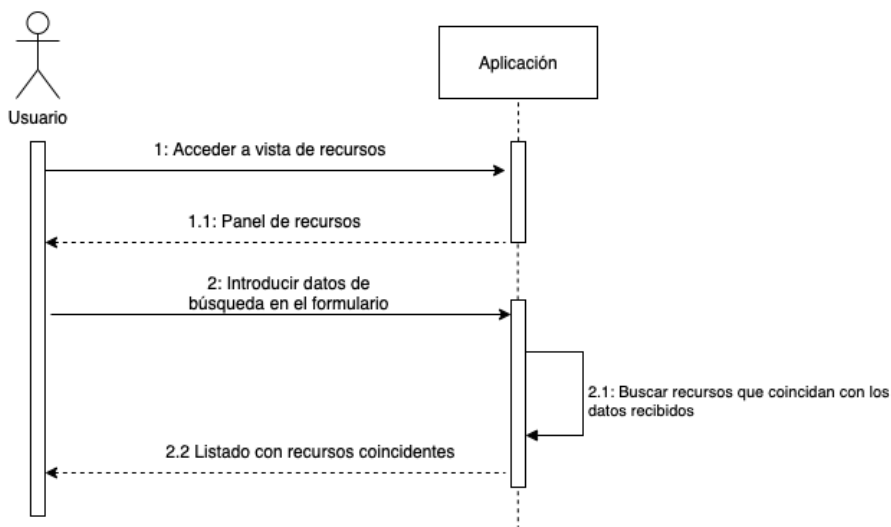 Aplicación
Usuario
1: Acceder a vista de recursos
1.1: Panel de recursos
2: Introducir datos de
búsqueda en el formulario
2.1: Buscar recursos que coincidan con los
datos recibidos
2.2 Listado con recursos coincidentes